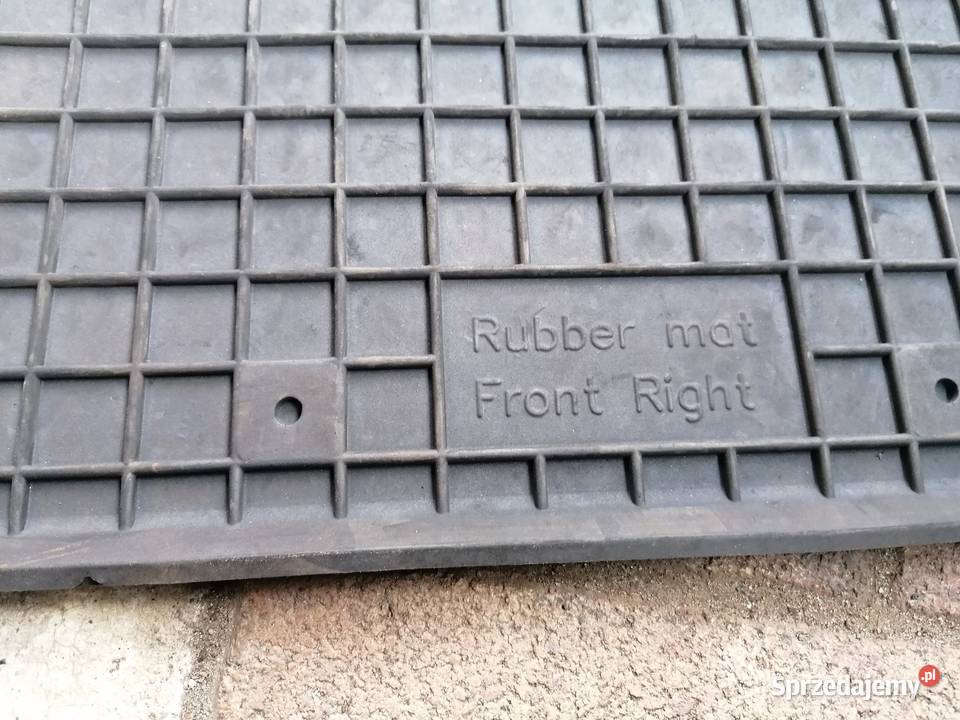 Rubber mat
Front Right
Sprzedajemy.pl